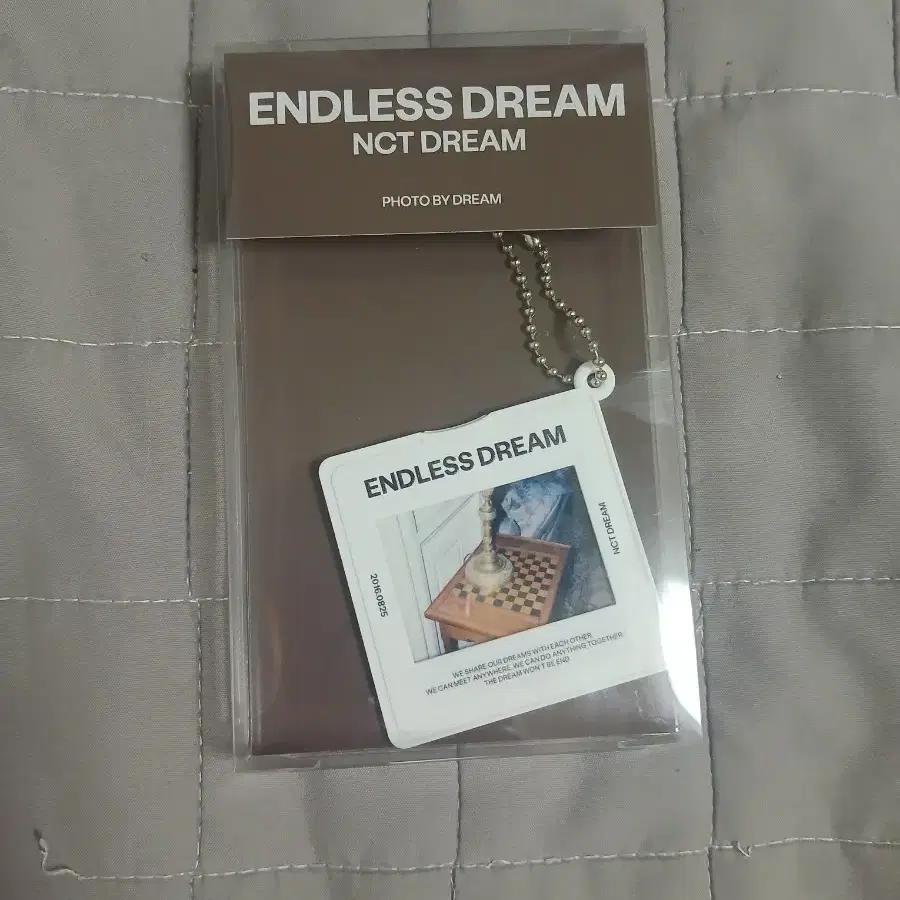 ENDLESS DREAM
NCT DREAM
PHOTO BY DREAM
ENDLESS DREAM
NCT DREAM
2016.0825
WE SHARE OUR DREAMS WITH EACH OTHER.
WE CAN MEET ANYWHERE, WE CAN DO ANYTHING TOGETHER.
THE DREAM WON'T BE END.